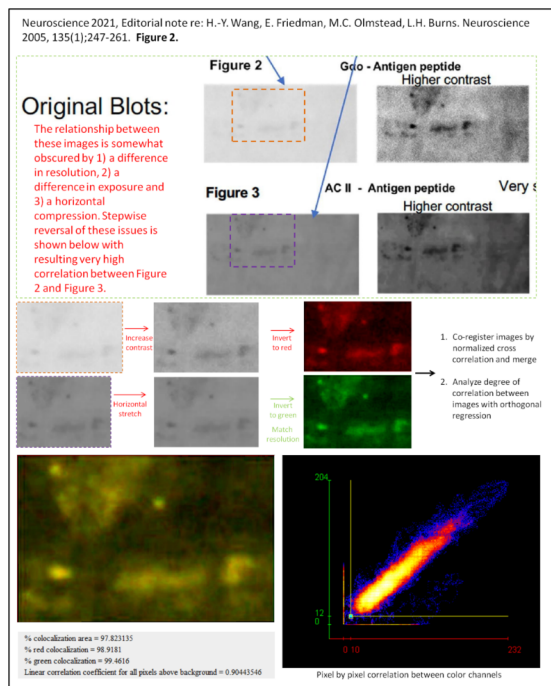 Neuroscience 2021, Editorial note re: H.-Y. Wang, E. Friedman, M.C. Olmstead, L.H. Burns. Neuroscience
2005, 135(1);247-261. Figure 2.
Figure 2
Gαo - Antigen peptide
Higher contrast
Original Blots:
The relationship between
these images is somewhat
obscured by 1) a difference
in resolution, 2) a
difference in exposure and
3) a horizontal
compression. Stepwise
reversal of these issues is
shown below with
resulting very high
correlation between Figure
2 and Figure 3.
Figure 3
AC II - Antigen peptide
Very s
Higher contrast
Increase
contrast
Invert
to red
Horizontal
stretch
Invert
to green
Match
resolution
1. Co-register images by
normalized cross
correlation and merge
2. Analyze degree of
correlation between
images with orthogonal
regression
204
12
0
0 10
232
% colocalization area = 97.823135
% red colocalization = 98.9181
% green colocalization = 99.4616
Linear correlation coefficient for all pixels above background = 0.90443546
Pixel by pixel correlation between color channels